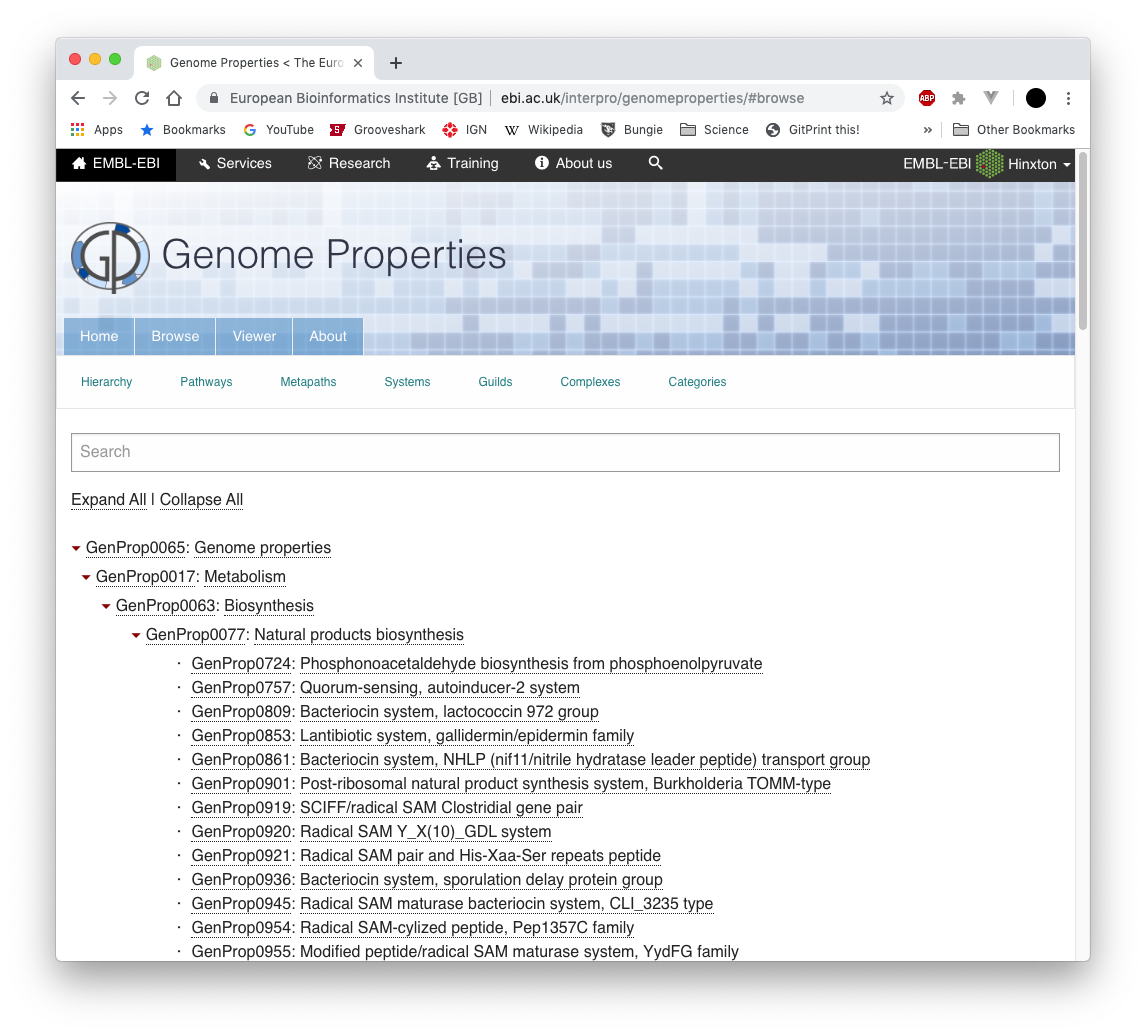 Genome Properties < The Euro
European Bioinformatics Institute [GB] | ebi.ac.uk/interpro/genomeproperties/#browse
ABP
Apps Bookmarks YouTube Grooveshark IGN Wikipedia Bungie Science GitPrint this! » Other Bookmarks
EMBL-EBI Services Research Training About us EMBL-EBI Hinxton
GP Genome Properties
Home Browse Viewer About
Hierarchy Pathways Metapaths Systems Guilds Complexes Categories
Search
Expand All | Collapse All
GenProp0065: Genome properties
GenProp0017: Metabolism
GenProp0063: Biosynthesis
GenProp0077: Natural products biosynthesis
· GenProp0724: Phosphonoacetaldehyde biosynthesis from phosphoenolpyruvate
· GenProp0757: Quorum-sensing, autoinducer-2 system
· GenProp0809: Bacteriocin system, lactococcin 972 group
· GenProp0853: Lantibiotic system, gallidermin/epidermin family
· GenProp0861: Bacteriocin system, NHLP (nif11/nitrile hydratase leader peptide) transport group
· GenProp0901: Post-ribosomal natural product synthesis system, Burkholderia TOMM-type
· GenProp0919: SCIFF/radical SAM Clostridial gene pair
· GenProp0920: Radical SAM Y_X(10)_GDL system
· GenProp0921: Radical SAM pair and His-Xaa-Ser repeats peptide
· GenProp0936: Bacteriocin system, sporulation delay protein group
· GenProp0945: Radical SAM maturase bacteriocin system, CLI_3235 type
· GenProp0954: Radical SAM-cylized peptide, Pep1357C family
· GenProp0955: Modified peptide/radical SAM maturase system, YydFG family